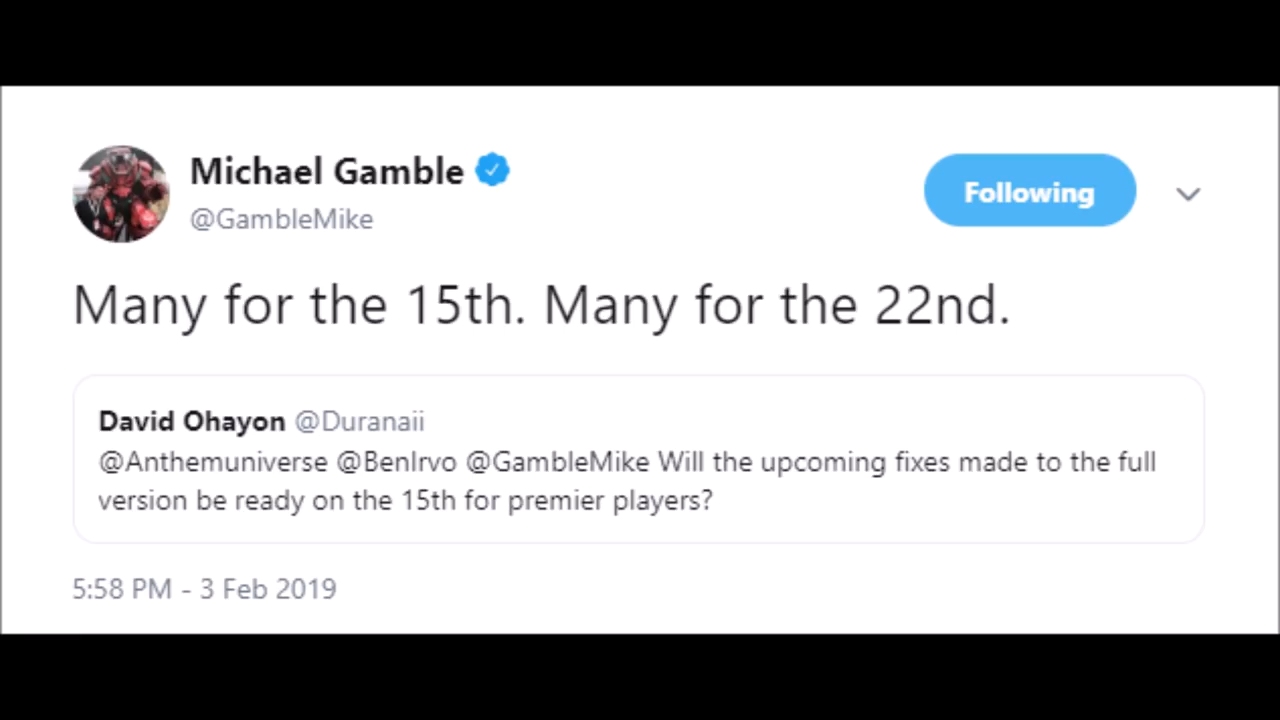 Michael Gamble
@GambleMike
Following
Many for the 15th. Many for the 22nd.
David Ohayon @Duranaii
@Anthemuniverse @BenIrvo @GambleMike Will the upcoming fixes made to the full
version be ready on the 15th for premier players?
5:58 PM - 3 Feb 2019